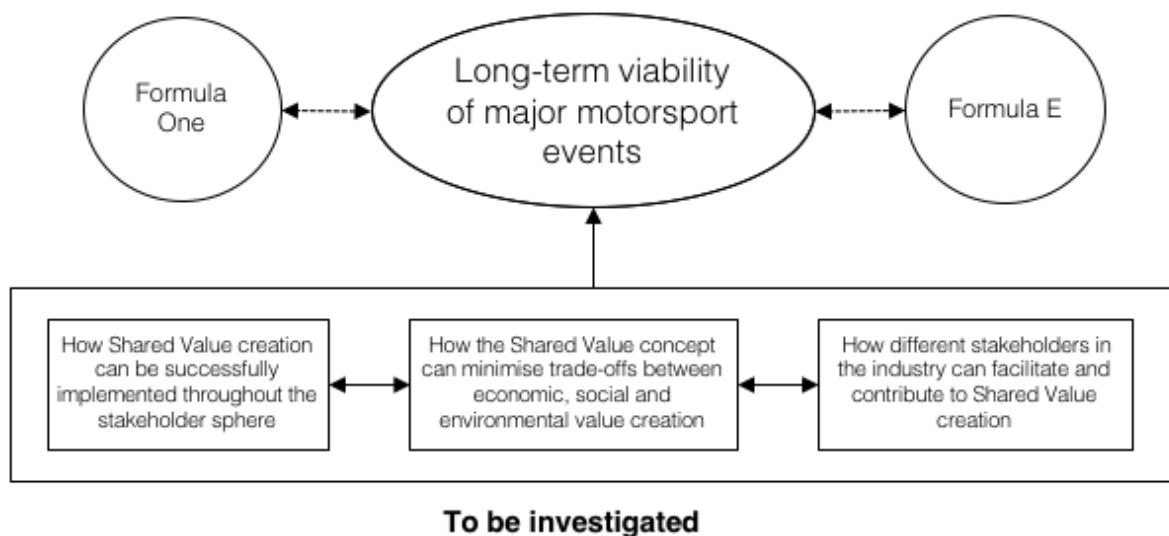 Formula
One
Long-term viability
of major motorsport
events
Formula E
How Shared Value creation
can be successfully
implemented throughout the
stakeholder sphere
How the Shared Value concept
can minimise trade-offs between
economic, social and
environmental value creation
How different stakeholders in
the industry can facilitate and
contribute to Shared Value
creation
To be investigated